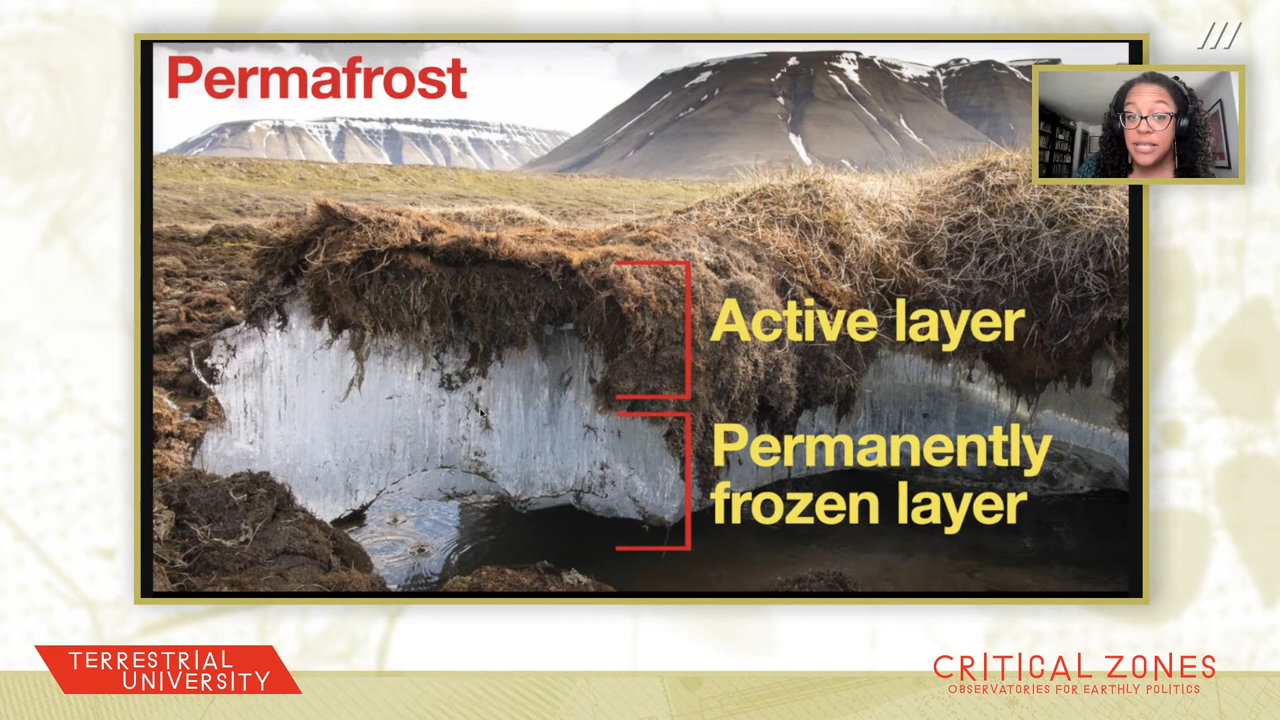 Permafrost
Active layer
Permanently
frozen layer
TERRESTRIAL
UNIVERSITY
CRITICAL ZONES
OBSERVATORIES FOR EARTHLY POLITICS